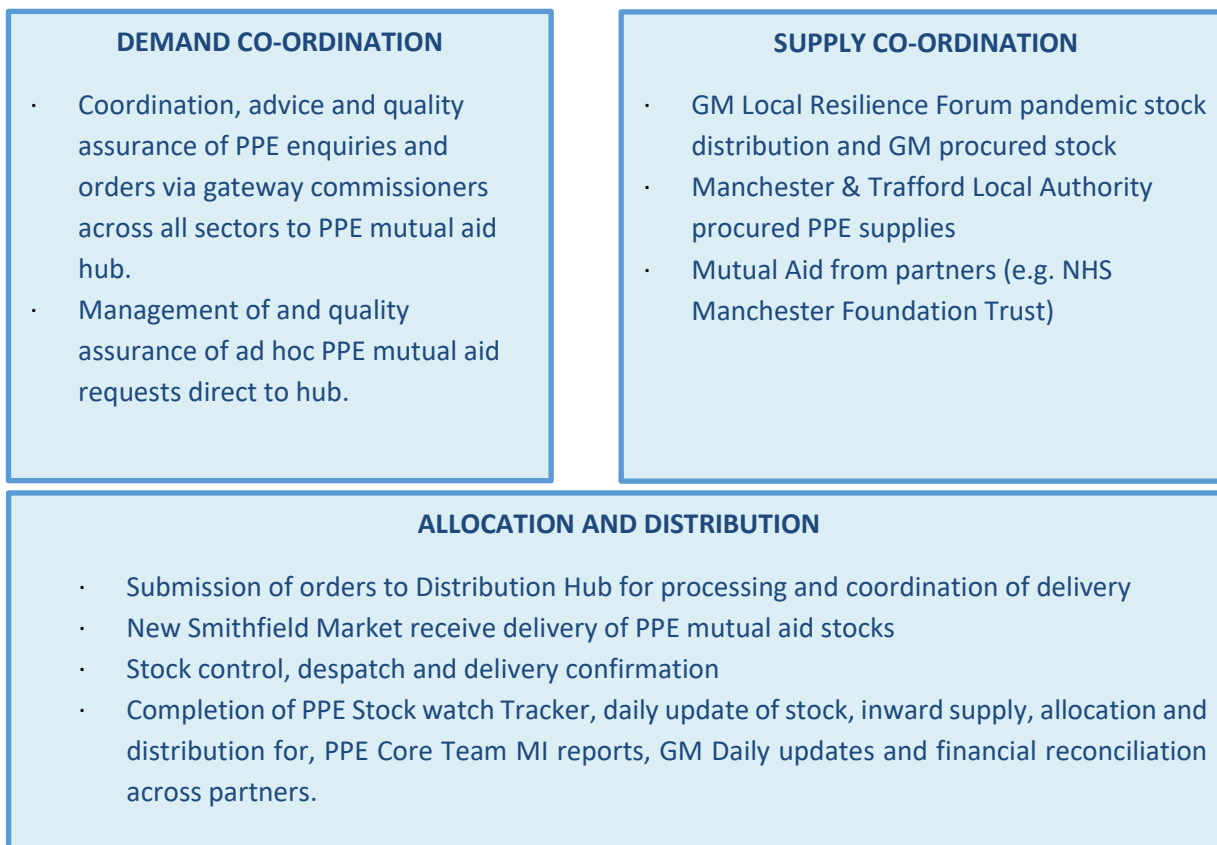 DEMAND CO-ORDINATION
· Coordination, advice and quality
assurance of PPE enquiries and
orders via gateway commissioners
across all sectors to PPE mutual aid
hub.
· Management of and quality
assurance of ad hoc PPE mutual aid
requests direct to hub.
SUPPLY CO-ORDINATION
· GM Local Resilience Forum pandemic stock
distribution and GM procured stock
· Manchester & Trafford Local Authority
procured PPE supplies
· Mutual Aid from partners (e.g. NHS
Manchester Foundation Trust)
ALLOCATION AND DISTRIBUTION
· Submission of orders to Distribution Hub for processing and coordination of delivery
· New Smithfield Market receive delivery of PPE mutual aid stocks
· Stock control, despatch and delivery confirmation
· Completion of PPE Stock watch Tracker, daily update of stock, inward supply, allocation and
distribution for, PPE Core Team MI reports, GM Daily updates and financial reconciliation
across partners.